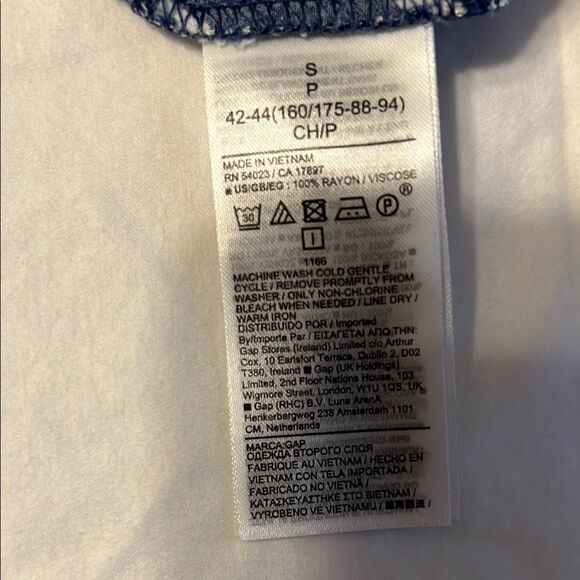 S
P
42-44(160/175-88-94)
CH/P
MADE IN VIETNAM
RN 54023 / CA 17897
■ US/GB/EG : 100% RAYON / VISCOSE
30
P
®
1166
MACHINE WASH COLD GENTLE
CYCLE / REMOVE PROMPTLY FROM
WASHER / ONLY NON-CHLORINE
BLEACH WHEN NEEDED / LINE DRY /
WARM IRON
DISTRIBUIDO POR / Imported
By/Importe Par / ΕΙΣΑΓΕΤΑΙ ΑΠΟ ΤΗΝ:
Gap Stores (Ireland) Limited c/o Arthur
Cox, 10 Earlsfort Terrace, Dublin 2, D02
T380, Ireland ■ Gap (UK Holdings)
Limited, 2nd Floor Nations House, 103
Wigmore Street, London, W1U 1QS, UK
■ Gap (RHC) B.V. Luna ArenA
Herikerbergweg 238 Amsterdam 1101
CM, Netherlands
MARCA:GAP
ОДЕЖДА ВТОРОГО СЛОЯ
FABRIQUÉ AU VIETNAM / HECHO EN
VIETNAM CON TELA IMPORTADA /
FABRICADO NO VIETNÃ /
ΚΑΤΑΣΚΕΥΑΣΤΗΚΕ ΣΤΟ ΒΙΕΤΝΑΜ /
VYROBENO VE VIETNAMU / 越南製 /